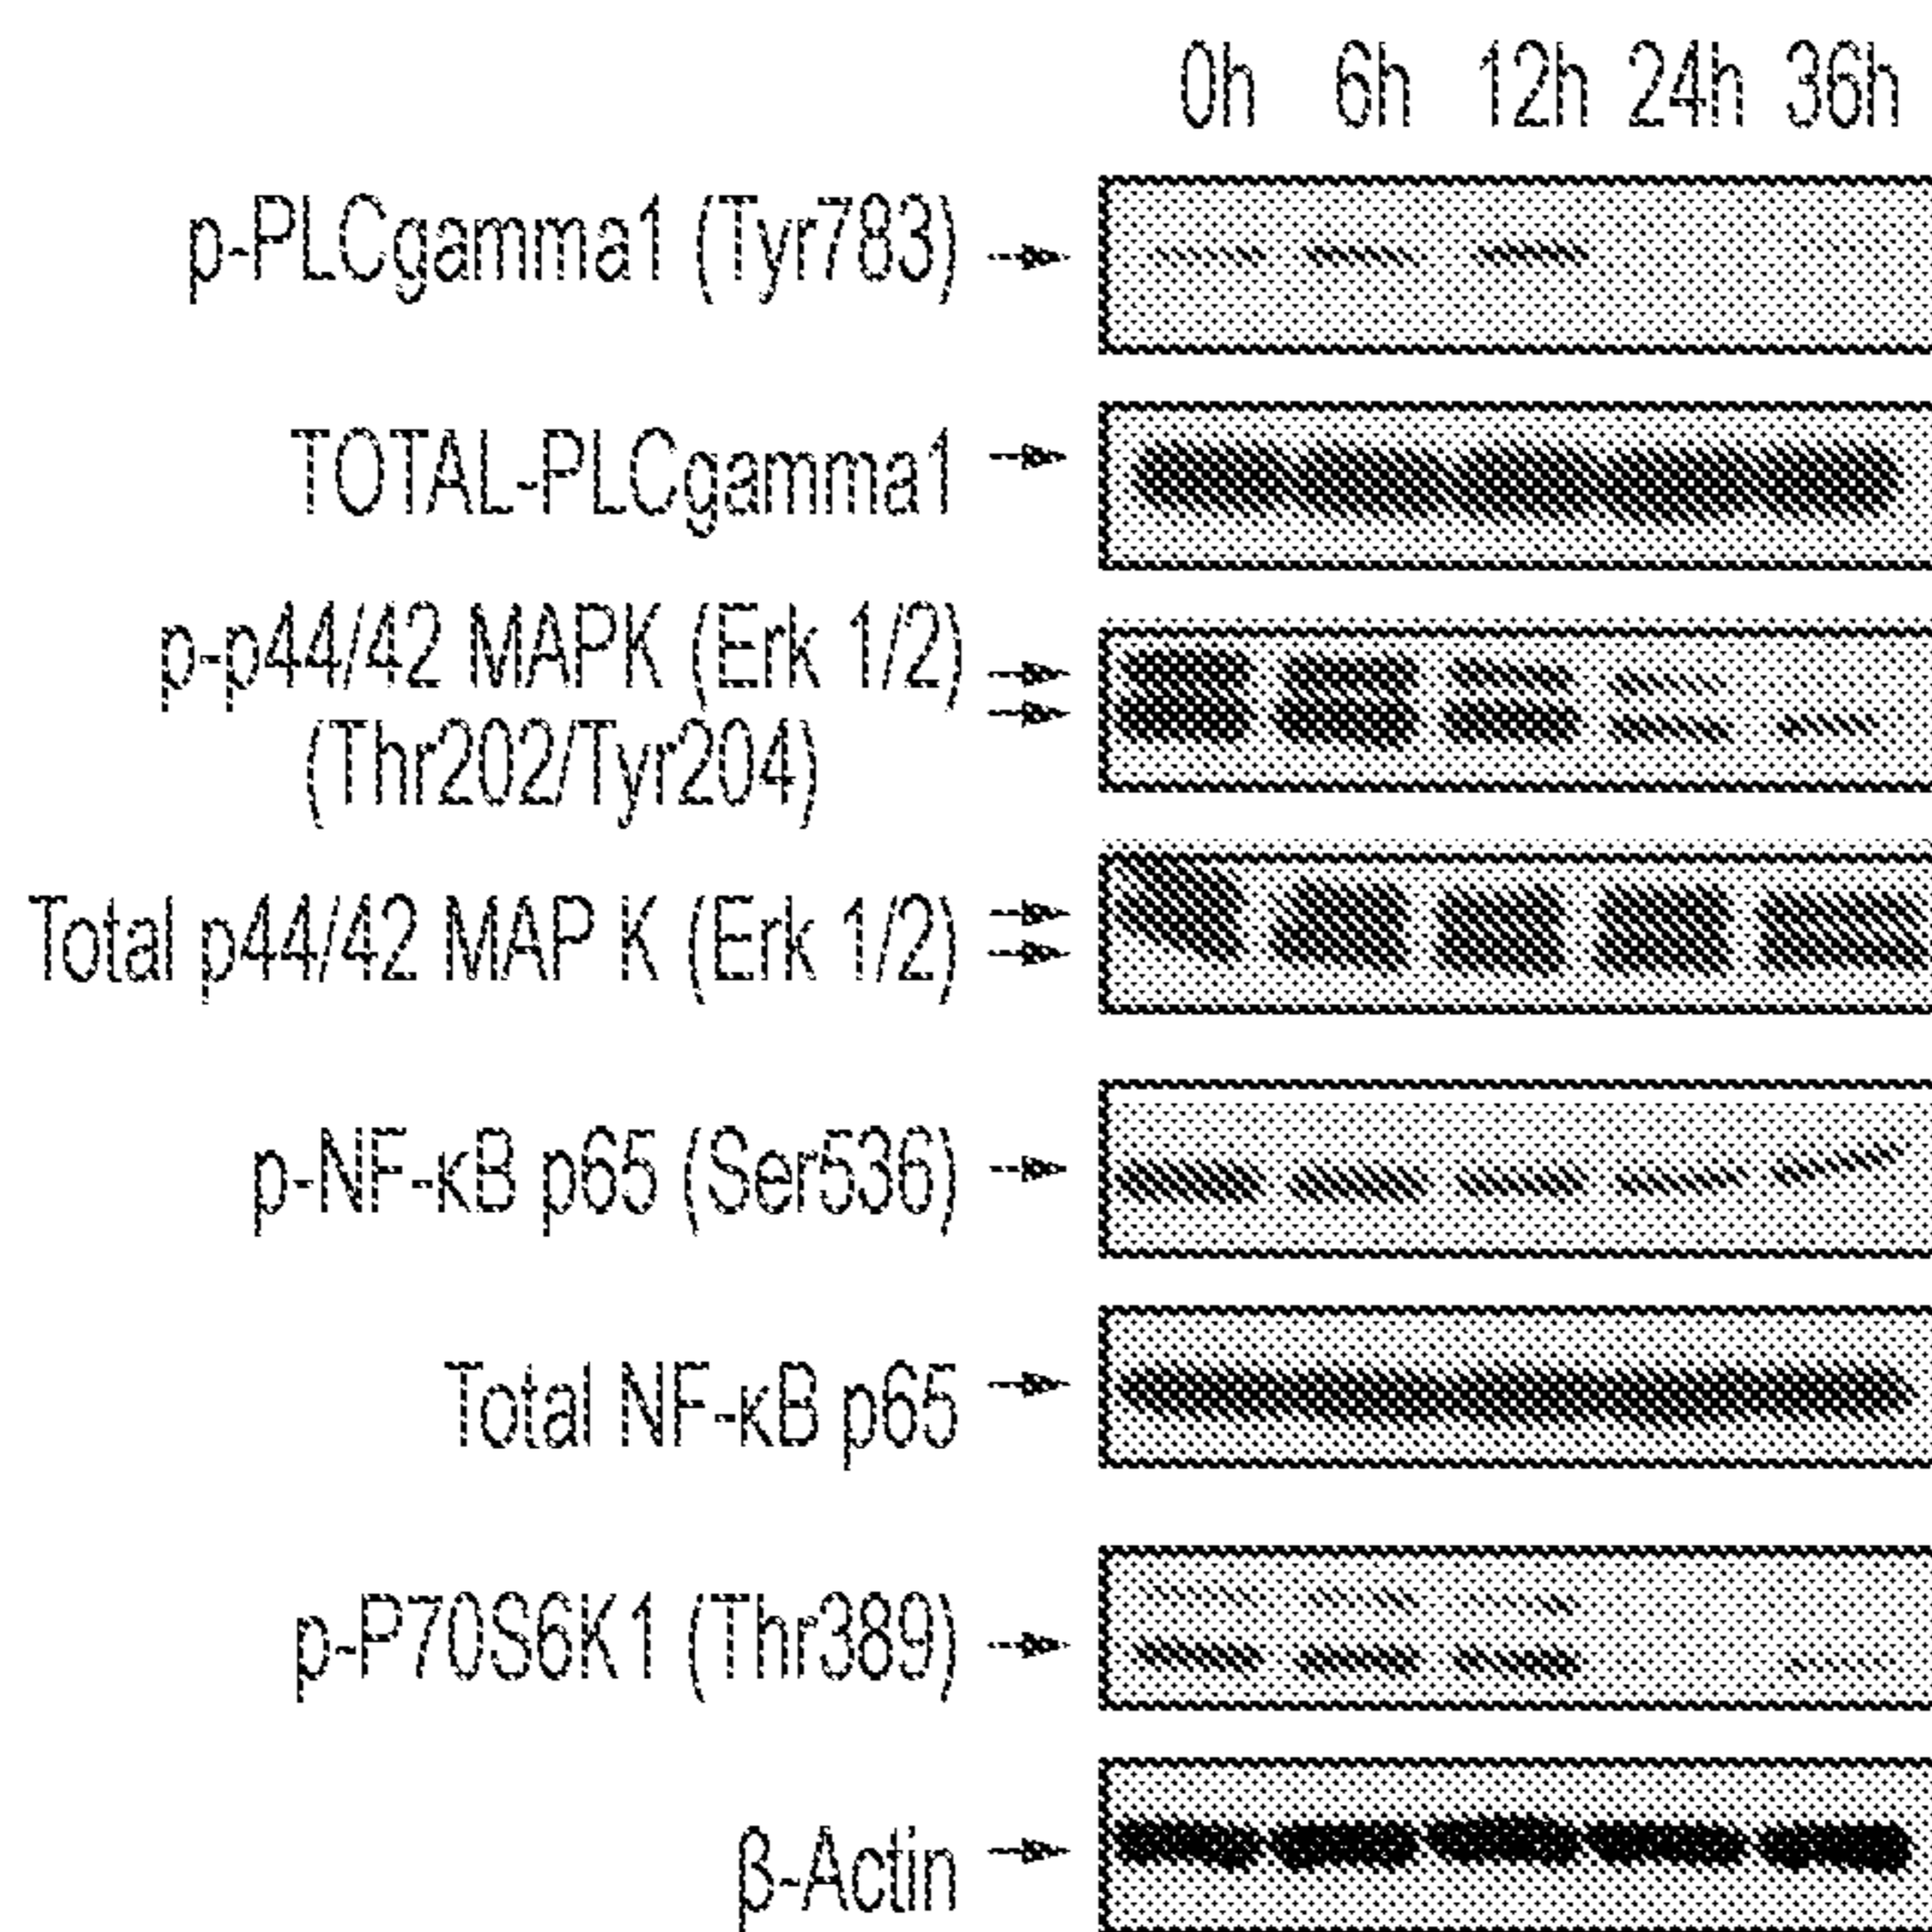 0h 6h 12h 24h 36h
p-PLCgamma1 (Tyr783)
TOTAL-PLCgamma1
p-p44/42 MAPK (Erk 1/2)
(Thr202/Tyr204)
Total p44/42 MAP K (Erk 1/2)
p-NF-κB p65 (Ser536)
Total NF-κB p65
p-P70S6K1 (Thr389)
β-Actin